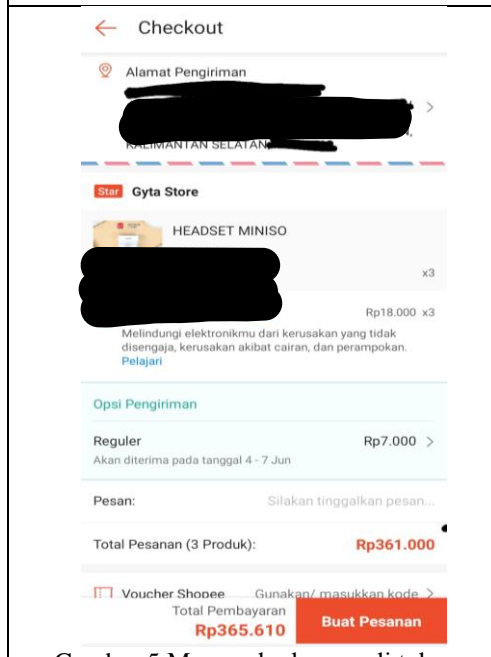 Checkout
Alamat Pengiriman
KALIMANTAN SELATAN,
Star Gyta Store
HEADSET MINISO
x3
Rp18.000 x3
Melindungi elektronikmu dari kerusakan yang tidak
disengaja, kerusakan akibat cairan, dan perampokan.
Pelajari
Opsi Pengiriman
Reguler Rp7.000
Akan diterima pada tanggal 4 - 7 Jun
Pesan: Silakan tinggalkan pesan...
Total Pesanan (3 Produk): Rp361.000
Voucher Shopee Gunakan/ masukkan kode
Total Pembayaran
Rp365.610
Buat Pesanan